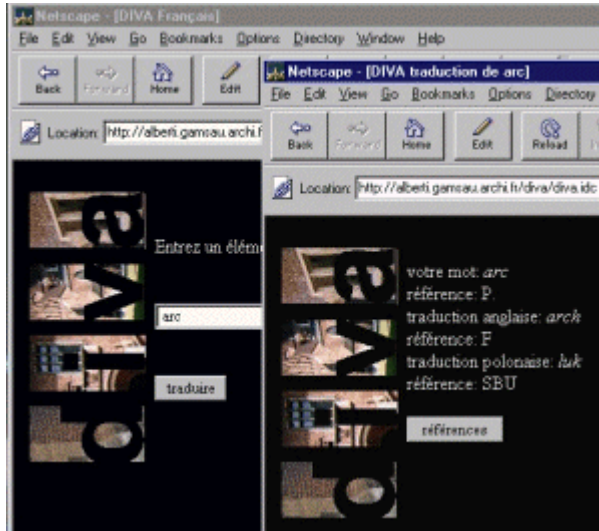 Netscape - [DIVA Français]
File Edit View Go Bookmarks Options Directory Window Help
Back Forward Home Edit
Location: http://alberti.gamsau.archi.f
diva
Entrez un éléme
arc
traduire
Netscape - [DIVA traduction de arc]
File Edit View Go Bookmarks Options Directory
Back Forward Home Edit Reload
Location: http://alberti.gamsau.archi.fr/diva/diva.idc
diva
votre mot: arc
référence: P.
traduction anglaise: arch
référence: F
traduction polonaise: łuk
référence: SBU
références